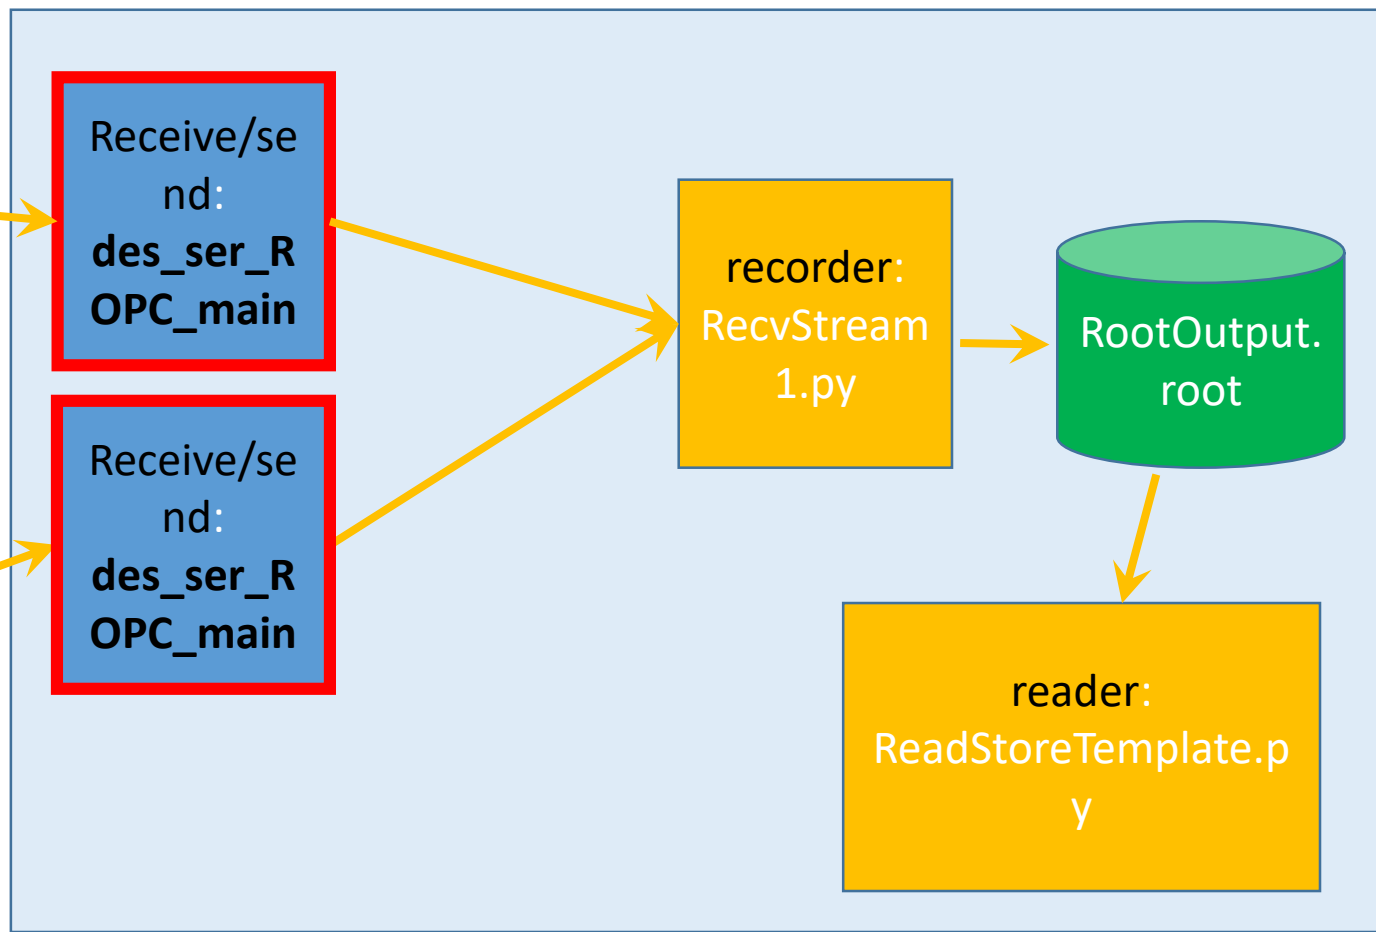 Receive/se
nd:
des_ser_R
OPC_main
Receive/se
nd:
des_ser_R
OPC_main
recorder:
RecvStream
1.py
RootOutput.
root
reader:
ReadStoreTemplate.p
y